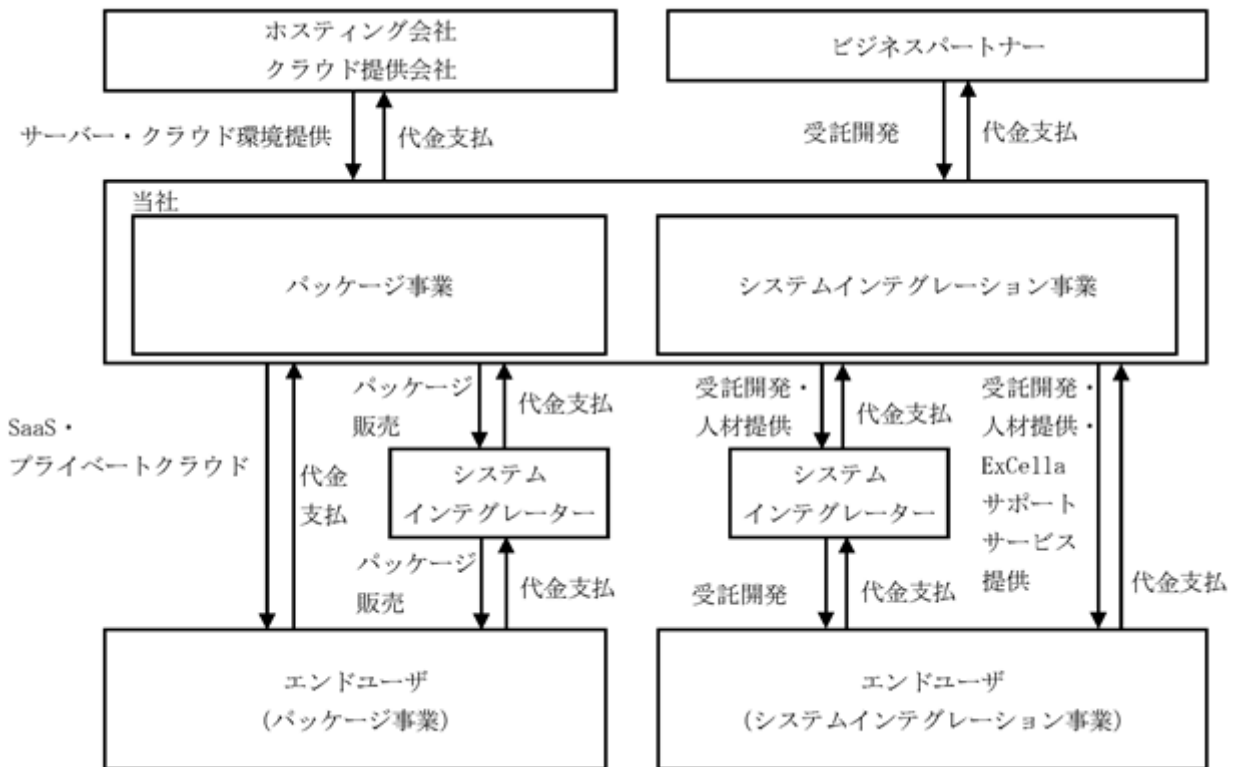 ホスティング会社
クラウド提供会社
ビジネスパートナー
サーバー・クラウド環境提供
代金支払
受託開発
代金支払
当社
パッケージ事業
システムインテグレーション事業
SaaS・
プライベートクラウド
代金
支払
パッケージ
販売
代金支払
システム
インテグレーター
パッケージ
販売
代金支払
受託開発・
人材提供
代金支払
システム
インテグレーター
受託開発
代金支払
受託開発・
人材提供・
ExCella
サポート
サービス
提供
代金支払
エンドユーザ
(パッケージ事業)
エンドユーザ
(システムインテグレーション事業)